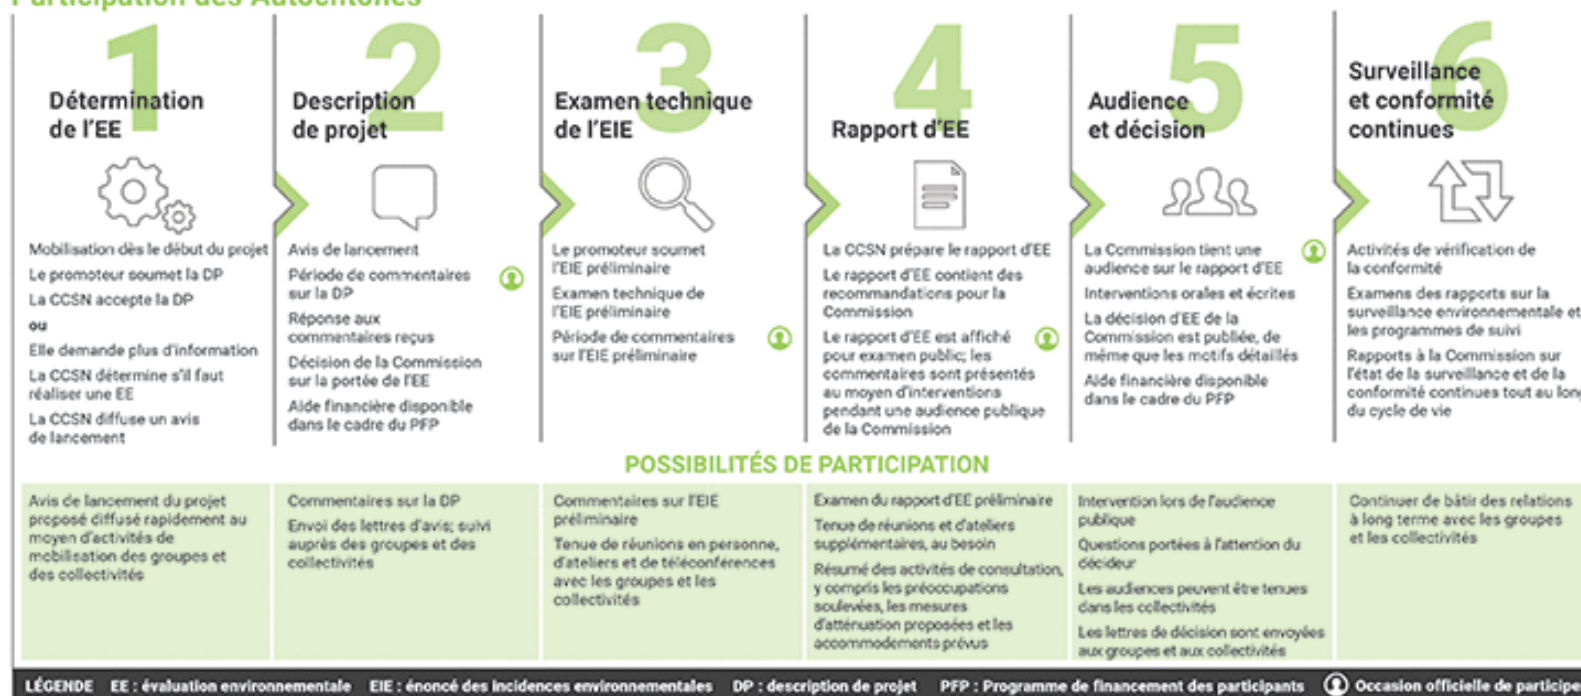 Participation des Autochtones
1
Détermination
de l'EE
Mobilisation dès le début du projet
Le promoteur soumet la DP
La CCSN accepte la DP
ou
Elle demande plus d'information
La CCSN détermine s'il faut
réaliser une EE
La CCSN diffuse un avis
de lancement
2
Description
de projet
Avis de lancement
Période de commentaires
sur la DP
Réponse aux
commentaires reçus
Décision de la Commission
sur la portée de l'EE
Aide financière disponible
dans le cadre du PFP
3
Examen technique
de l'EIE
Le promoteur soumet
l'EIE préliminaire
Examen technique de
l'EIE préliminaire
Période de commentaires
sur l'EIE préliminaire
4
Rapport d'EE
La CCSN prépare le rapport d'EE
Le rapport d'EE contient des
recommandations pour la
Commission
Le rapport d'EE est affiché
pour examen public; les
commentaires sont présentés
au moyen d'interventions
pendant une audience publique
de la Commission
5
Audience
et décision
La Commission tient une
audience sur le rapport d'EE
Interventions orales et écrites
La décision d'EE de la
Commission est publiée, de
même que les motifs détaillés
Aide financière disponible
dans le cadre du PFP
6
Surveillance
et conformité
continues
Activités de vérification de
la conformité
Examens des rapports sur la
surveillance environnementale et
les programmes de suivi
Rapports à la Commission sur
l'état de la surveillance et de la
conformité continues tout au long
du cycle de vie
POSSIBILITÉS DE PARTICIPATION
Avis de lancement du projet
proposé diffusé rapidement au
moyen d'activités de
mobilisation des groupes et
des collectivités
Commentaires sur la DP
Envoi des lettres d'avis; suivi
auprès des groupes et des
collectivités
Commentaires sur l'EIE
préliminaire
Tenue de réunions en personne,
d'ateliers et de téléconférences
avec les groupes et les
collectivités
Examen du rapport d'EE préliminaire
Tenue de réunions et d'ateliers
supplémentaires, au besoin
Résumé des activités de consultation,
y compris les préoccupations
soulevées, les mesures
d'atténuation proposées et les
accommodements prévus
Intervention lors de l'audience
publique
Questions portées à l'attention du
décideur
Les audiences peuvent être tenues
dans les collectivités
Les lettres de décision sont envoyées
aux groupes et aux collectivités
Continuer de bâtir des relations
à long terme avec les groupes
et les collectivités
LÉGENDE EE : évaluation environnementale EIE : énoncé des incidences environnementales DP : description de projet PFP : Programme de financement des participants Occasion officielle de participe